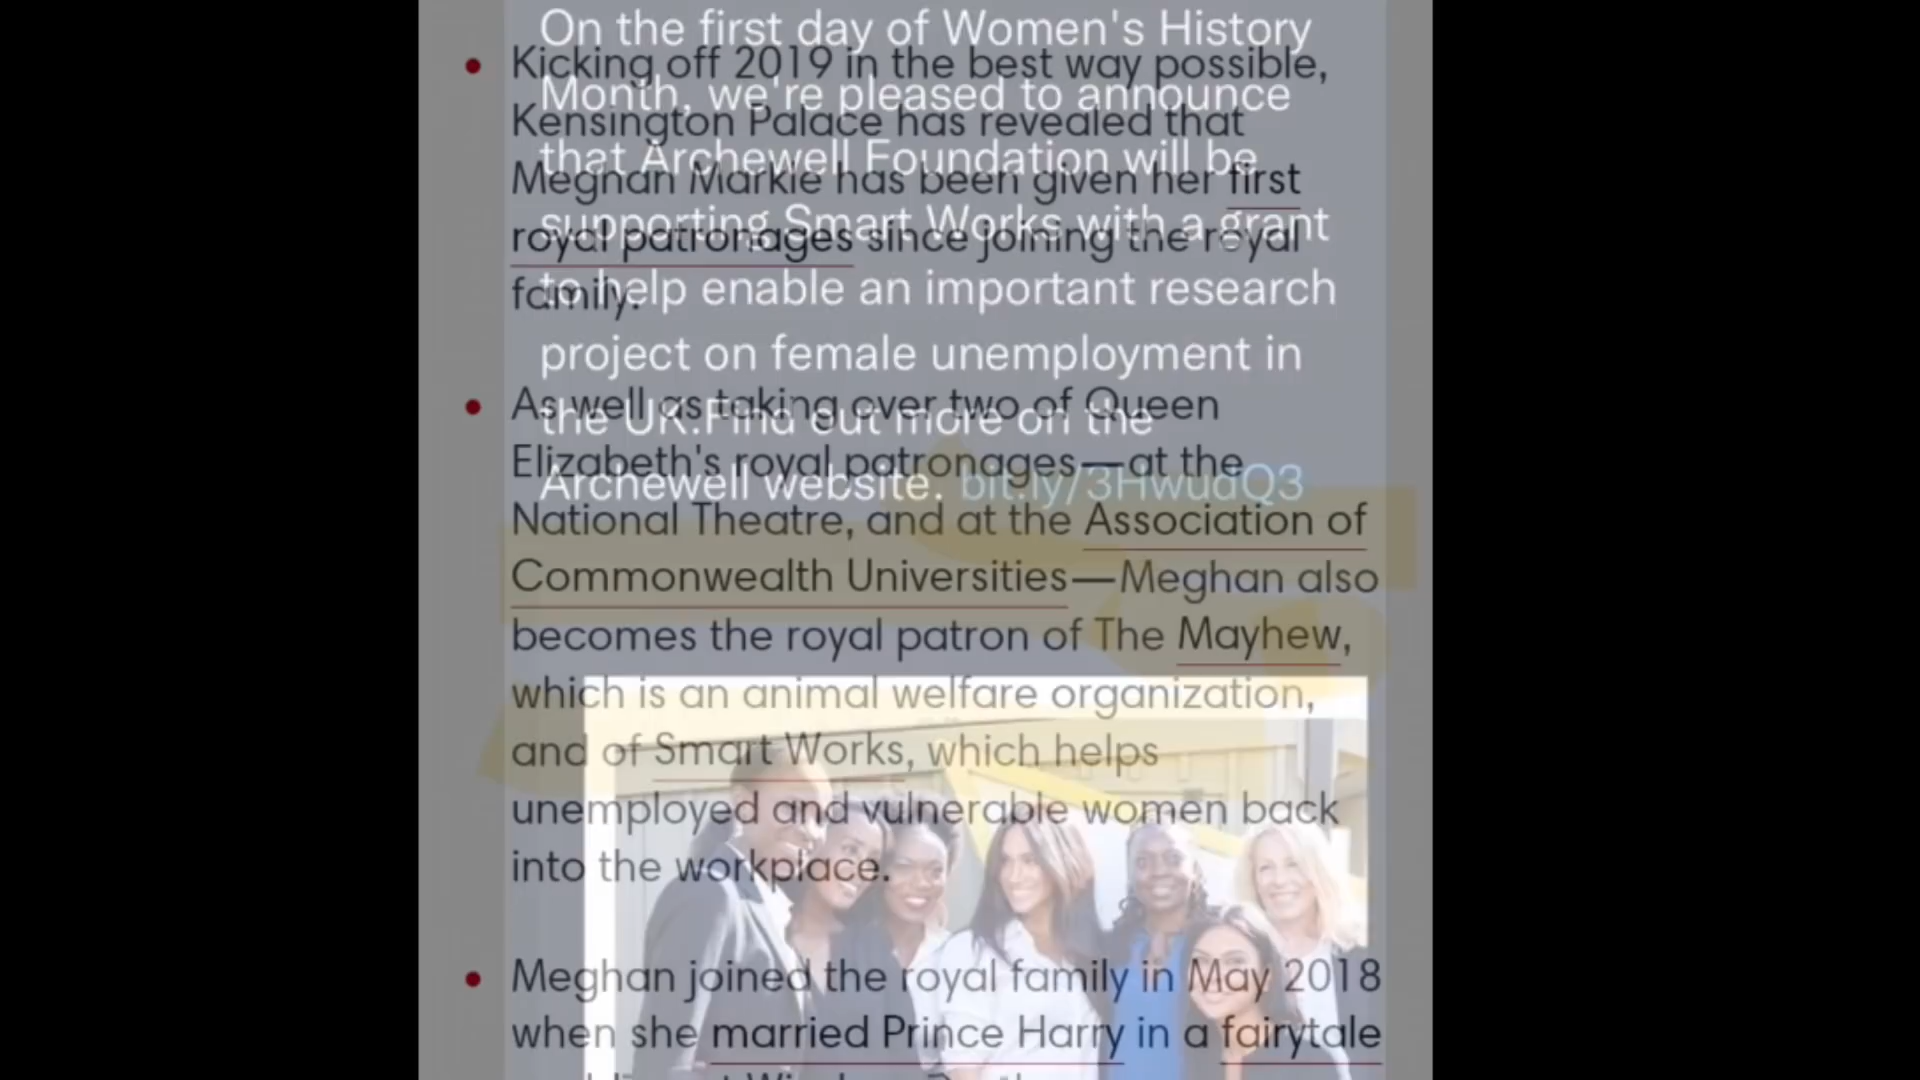 On the first day of Women's History
Month, we're pleased to announce
that Archewell Foundation will be
supporting Smart Works with a grant
to help enable an important research
project on female unemployment in
the UK.Find out more on the
Archewell website. bit.ly/3HwudQ3
Kicking off 2019 in the best way possible,
Kensington Palace has revealed that
Meghan Markle has been given her first
royal patronages since joining the royal
family.
As well as taking over two of Queen
Elizabeth's royal patronages—at the
National Theatre, and at the Association of
Commonwealth Universities—Meghan also
becomes the royal patron of The Mayhew,
which is an animal welfare organization,
and of Smart Works, which helps
unemployed and vulnerable women back
into the workplace.
Meghan joined the royal family in May 2018
when she married Prince Harry in a fairytale